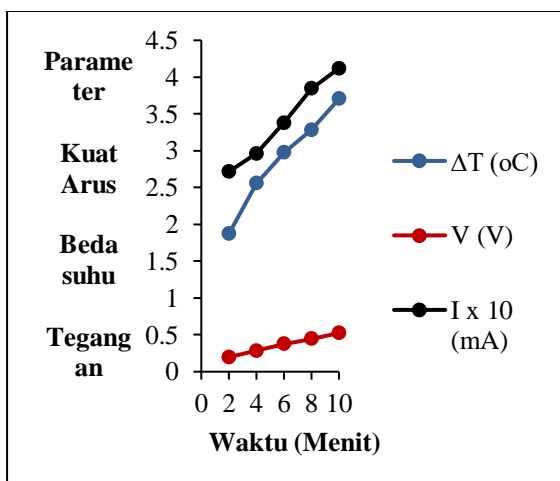 Parame
ter
Kuat
Arus
Beda
suhu
Tegang
an
4.5
4
3.5
3
2.5
2
1.5
1
0.5
0
0 2 4 6 8 10
Waktu (Menit)
ΔT (oC)
V (V)
I x 10
(mA)